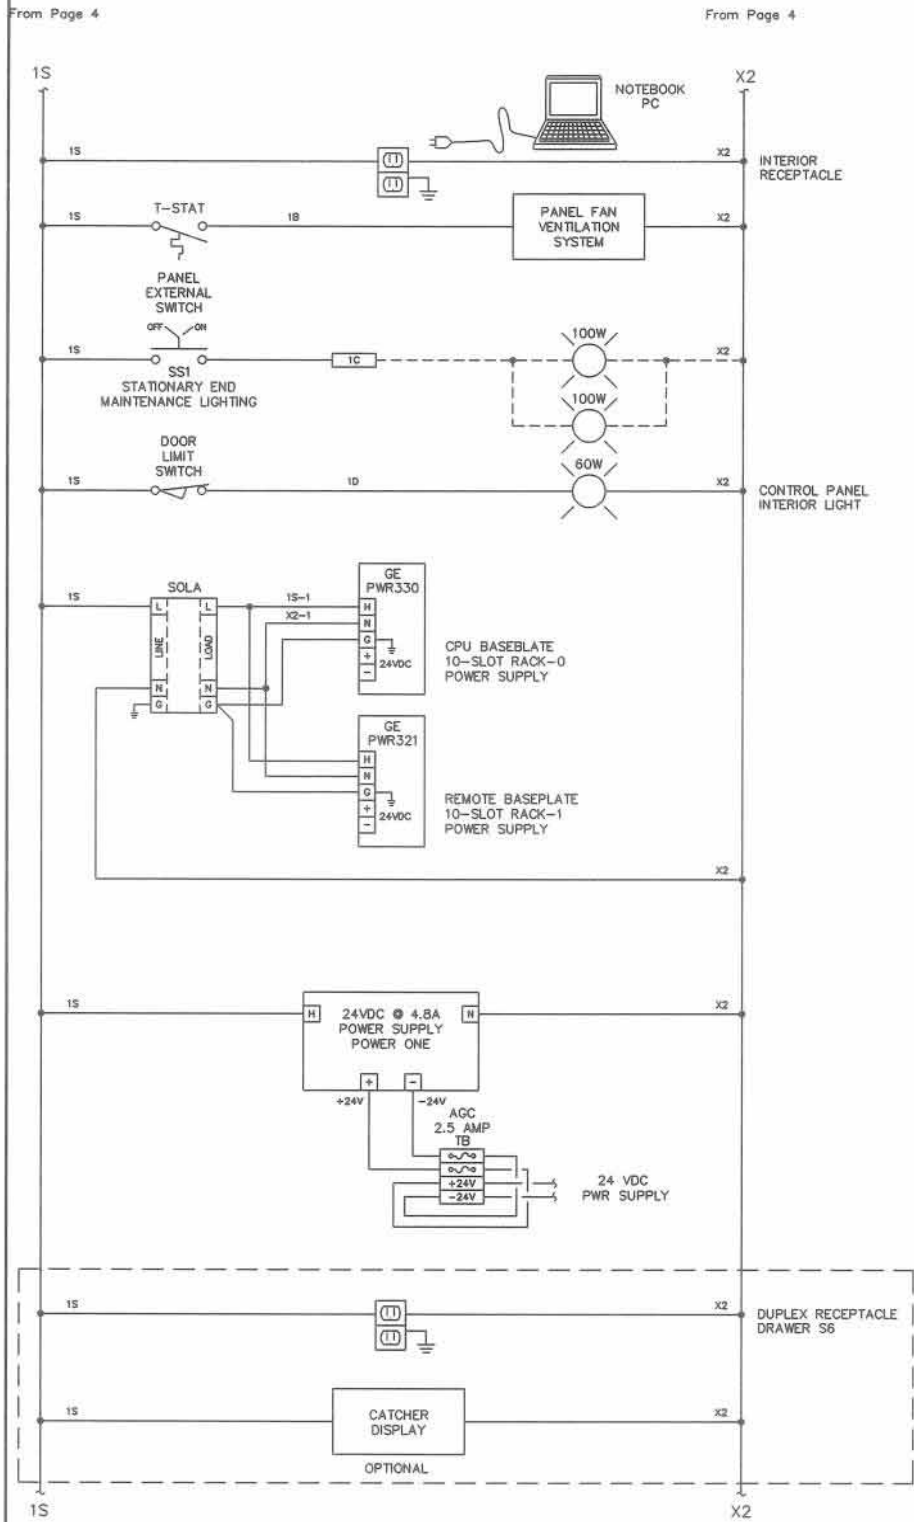 From Page 4
From Page 4
1S
X2
NOTEBOOK
PC
1S
X2
INTERIOR
RECEPTACLE
T-STAT
1S
1B
PANEL FAN
VENTILATION
SYSTEM
X2
PANEL
EXTERNAL
SWITCH
OFF
ON
1S
1C
100W
X2
SS1
STATIONARY END
MAINTENANCE LIGHTING
100W
DOOR
LIMIT
SWITCH
60W
1S
1D
X2
CONTROL PANEL
INTERIOR LIGHT
1S
SOLA
L
L
LINE
LOAD
N
N
G
G
1S-1
X2-1
GE
PWR330
H
N
G
+
24VDC
-
CPU BASEBLATE
10-SLOT RACK-0
POWER SUPPLY
GE
PWR321
H
N
G
+
24VDC
-
REMOTE BASEPLATE
10-SLOT RACK-1
POWER SUPPLY
X2
1S
H
24VDC @ 4.8A
POWER SUPPLY
POWER ONE
N
X2
+
-
+24V
-24V
AGC
2.5 AMP
TB
+24V
-24V
24 VDC
PWR SUPPLY
1S
X2
DUPLEX RECEPTACLE
DRAWER S6
1S
CATCHER
DISPLAY
X2
OPTIONAL
1S
X2